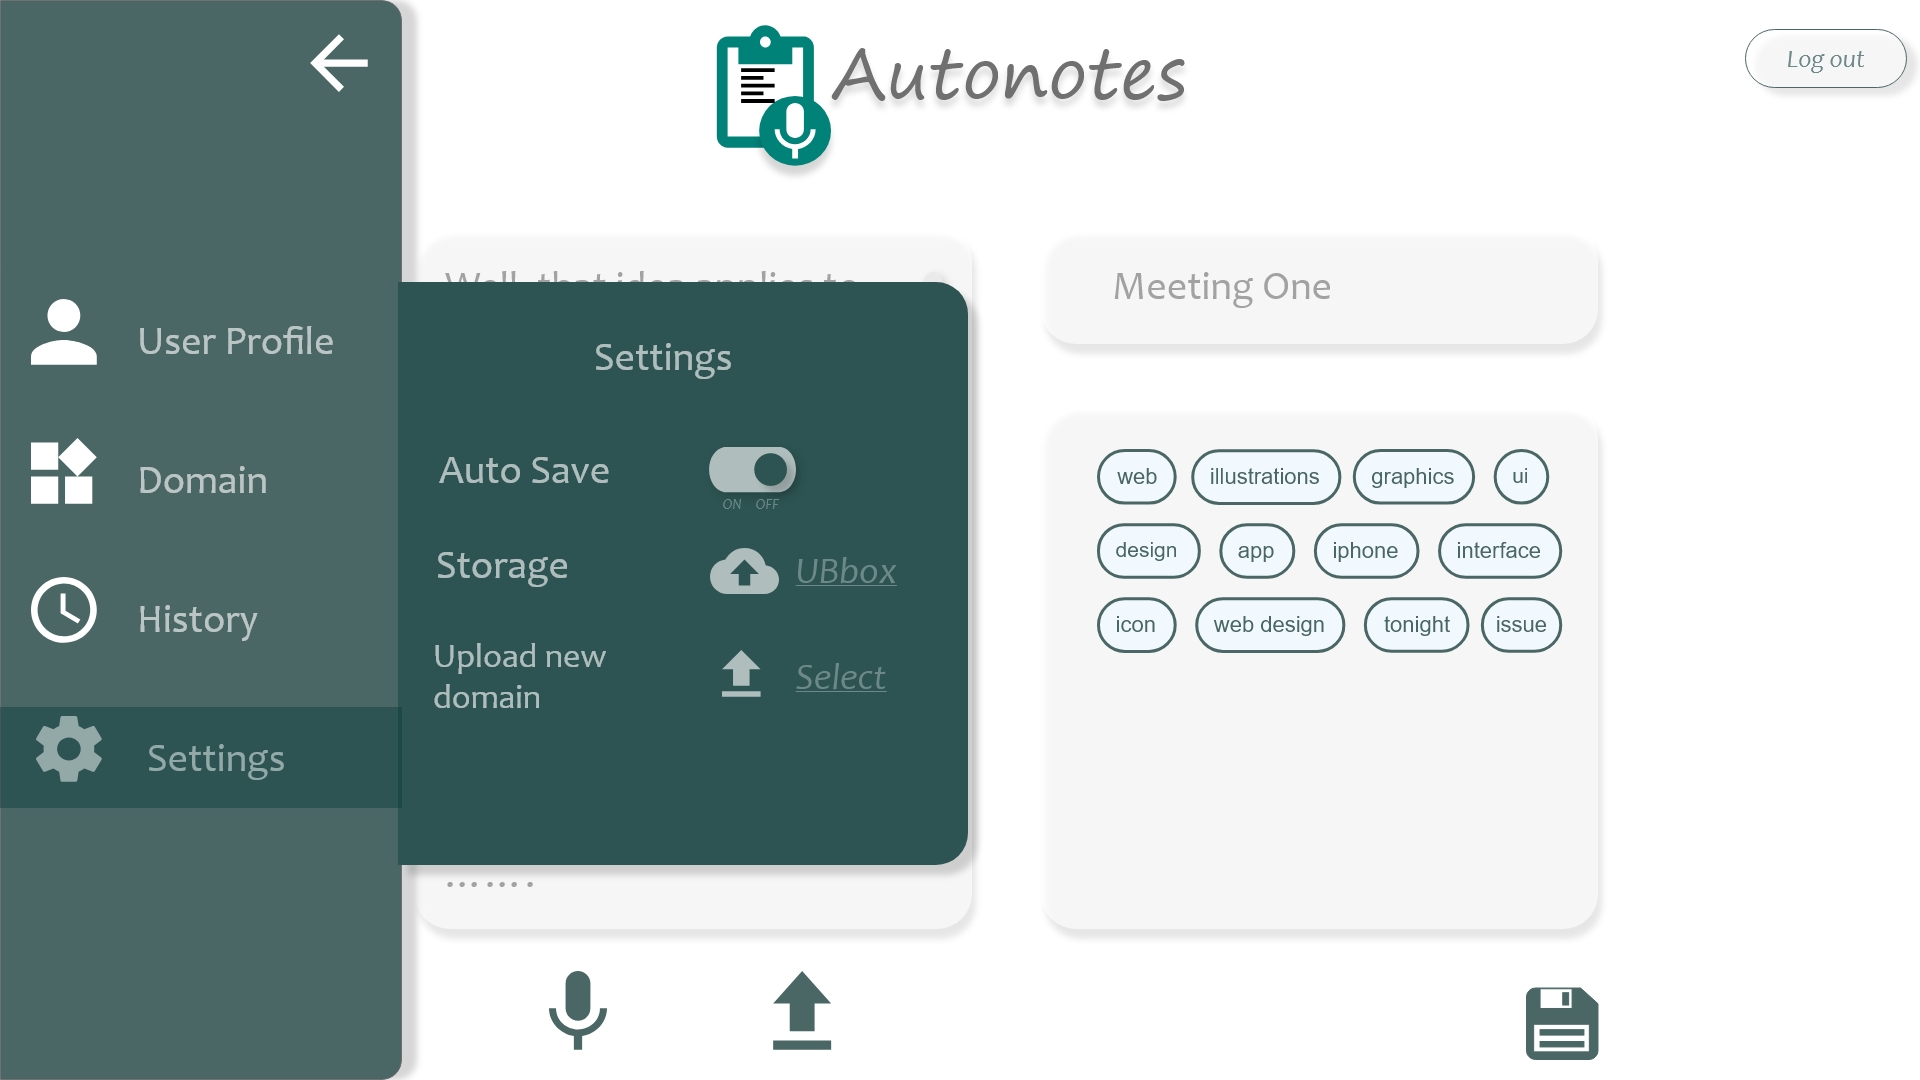 Autonotes
Log out
User Profile
Domain
History
Settings
Well, that idea applies to
Settings
Auto Save
ON OFF
Storage
UBbox
Upload new
domain
Select
.......
Meeting One
web illustrations graphics ui
design app iphone interface
icon web design tonight issue